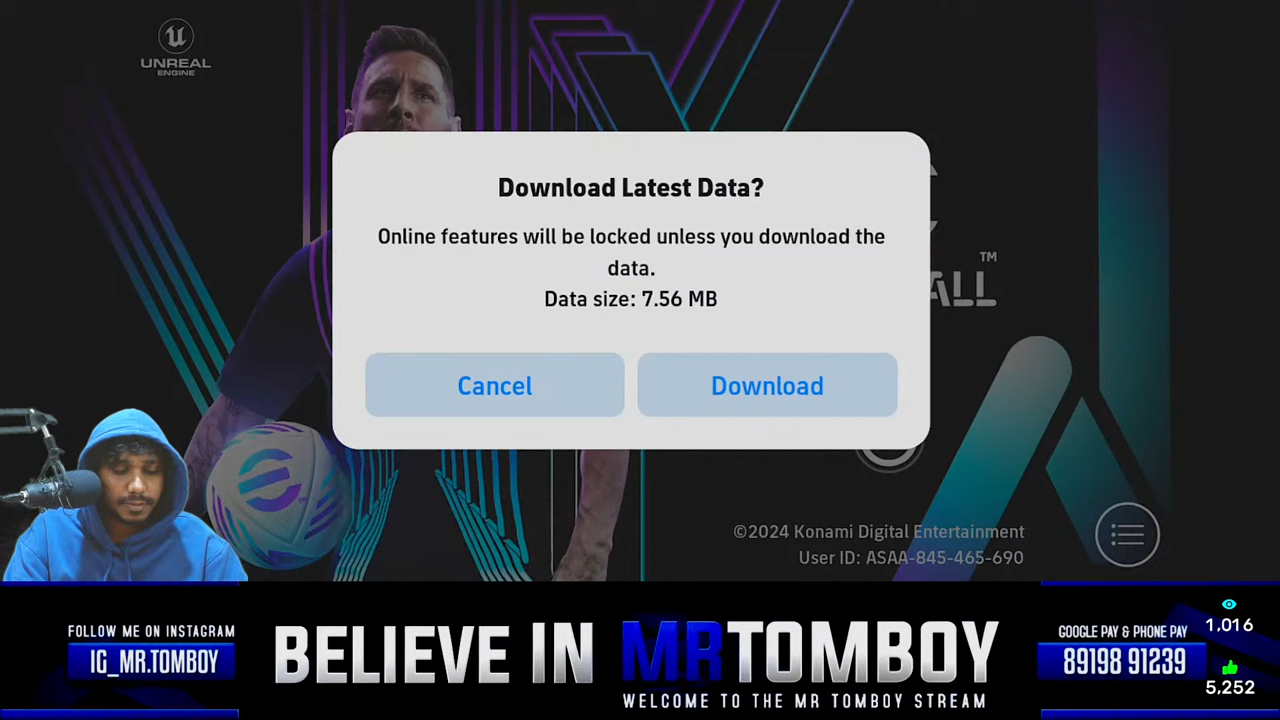 UNREAL
ENGINE
Download Latest Data?
Online features will be locked unless you download the
data.
Data size: 7.56 MB
Cancel
Download
TM
©2024 Konami Digital Entertainment
User ID: ASAA-845-465-690
FOLLOW ME ON INSTAGRAM
IG_MR.TOMBOY
BELIEVE IN MRTOMBOY
WELCOME TO THE MR TOMBOY STREAM
GOOGLE PAY & PHONE PAY
89198 91239
1,016
5,252